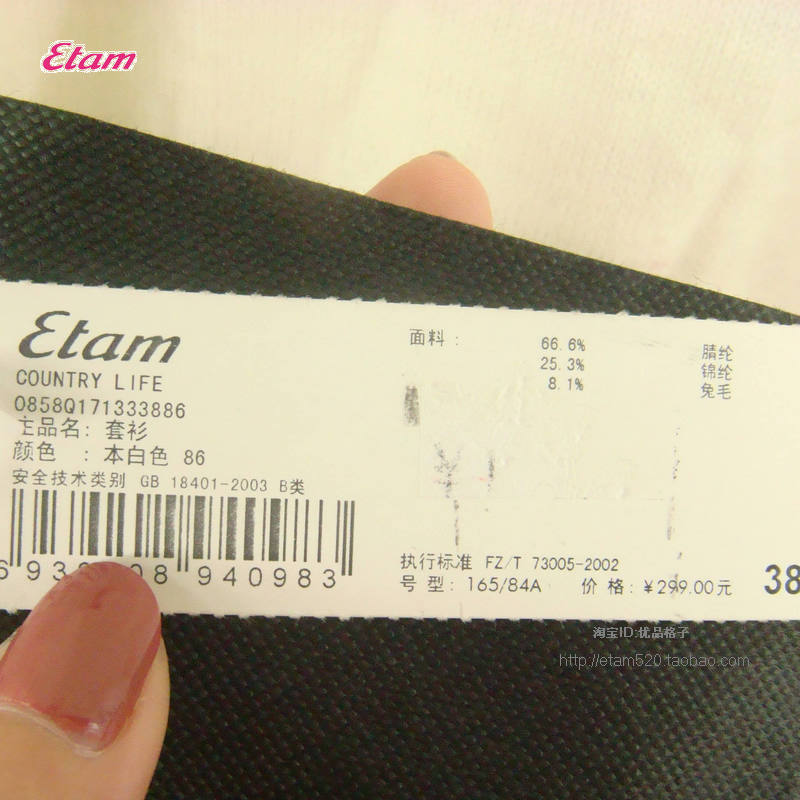 Etam
Etam
COUNTRY LIFE
0858Q171333886
主品名: 套衫
颜色 : 本白色 86
安全技术类别 GB 18401-2003 B类
940983
面料: 66.6% 腈纶
25.3% 锦纶
8.1% 兔毛
执行标准 FZ/T 73005-2002
号型: 165/84A 价格: ¥299.00元
38
淘宝ID:优品格子
http://etam520.taobao.com